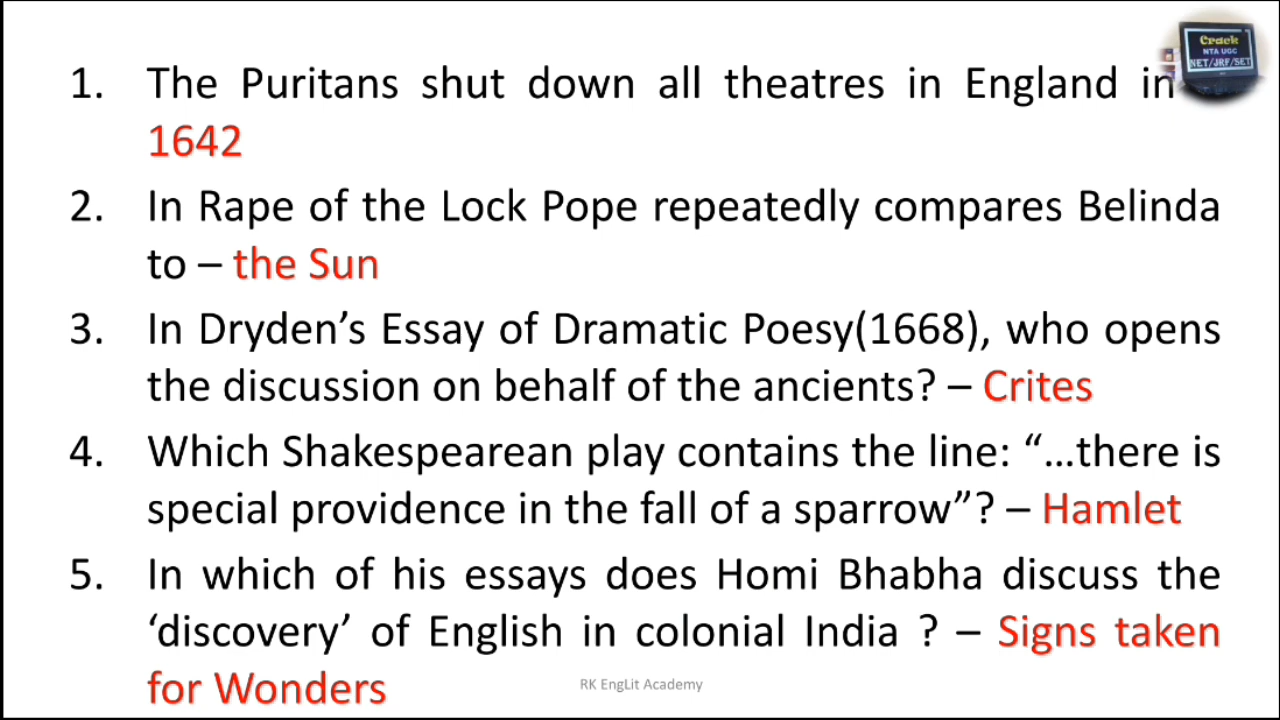 Crack
NTA UGC
NET/JRF/SET
1. The Puritans shut down all theatres in England in
1642
2. In Rape of the Lock Pope repeatedly compares Belinda
to – the Sun
3. In Dryden’s Essay of Dramatic Poesy(1668), who opens
the discussion on behalf of the ancients? – Crites
4. Which Shakespearean play contains the line: “…there is
special providence in the fall of a sparrow”? – Hamlet
5. In which of his essays does Homi Bhabha discuss the
‘discovery’ of English in colonial India ? – Signs taken
for Wonders
RK EngLit Academy